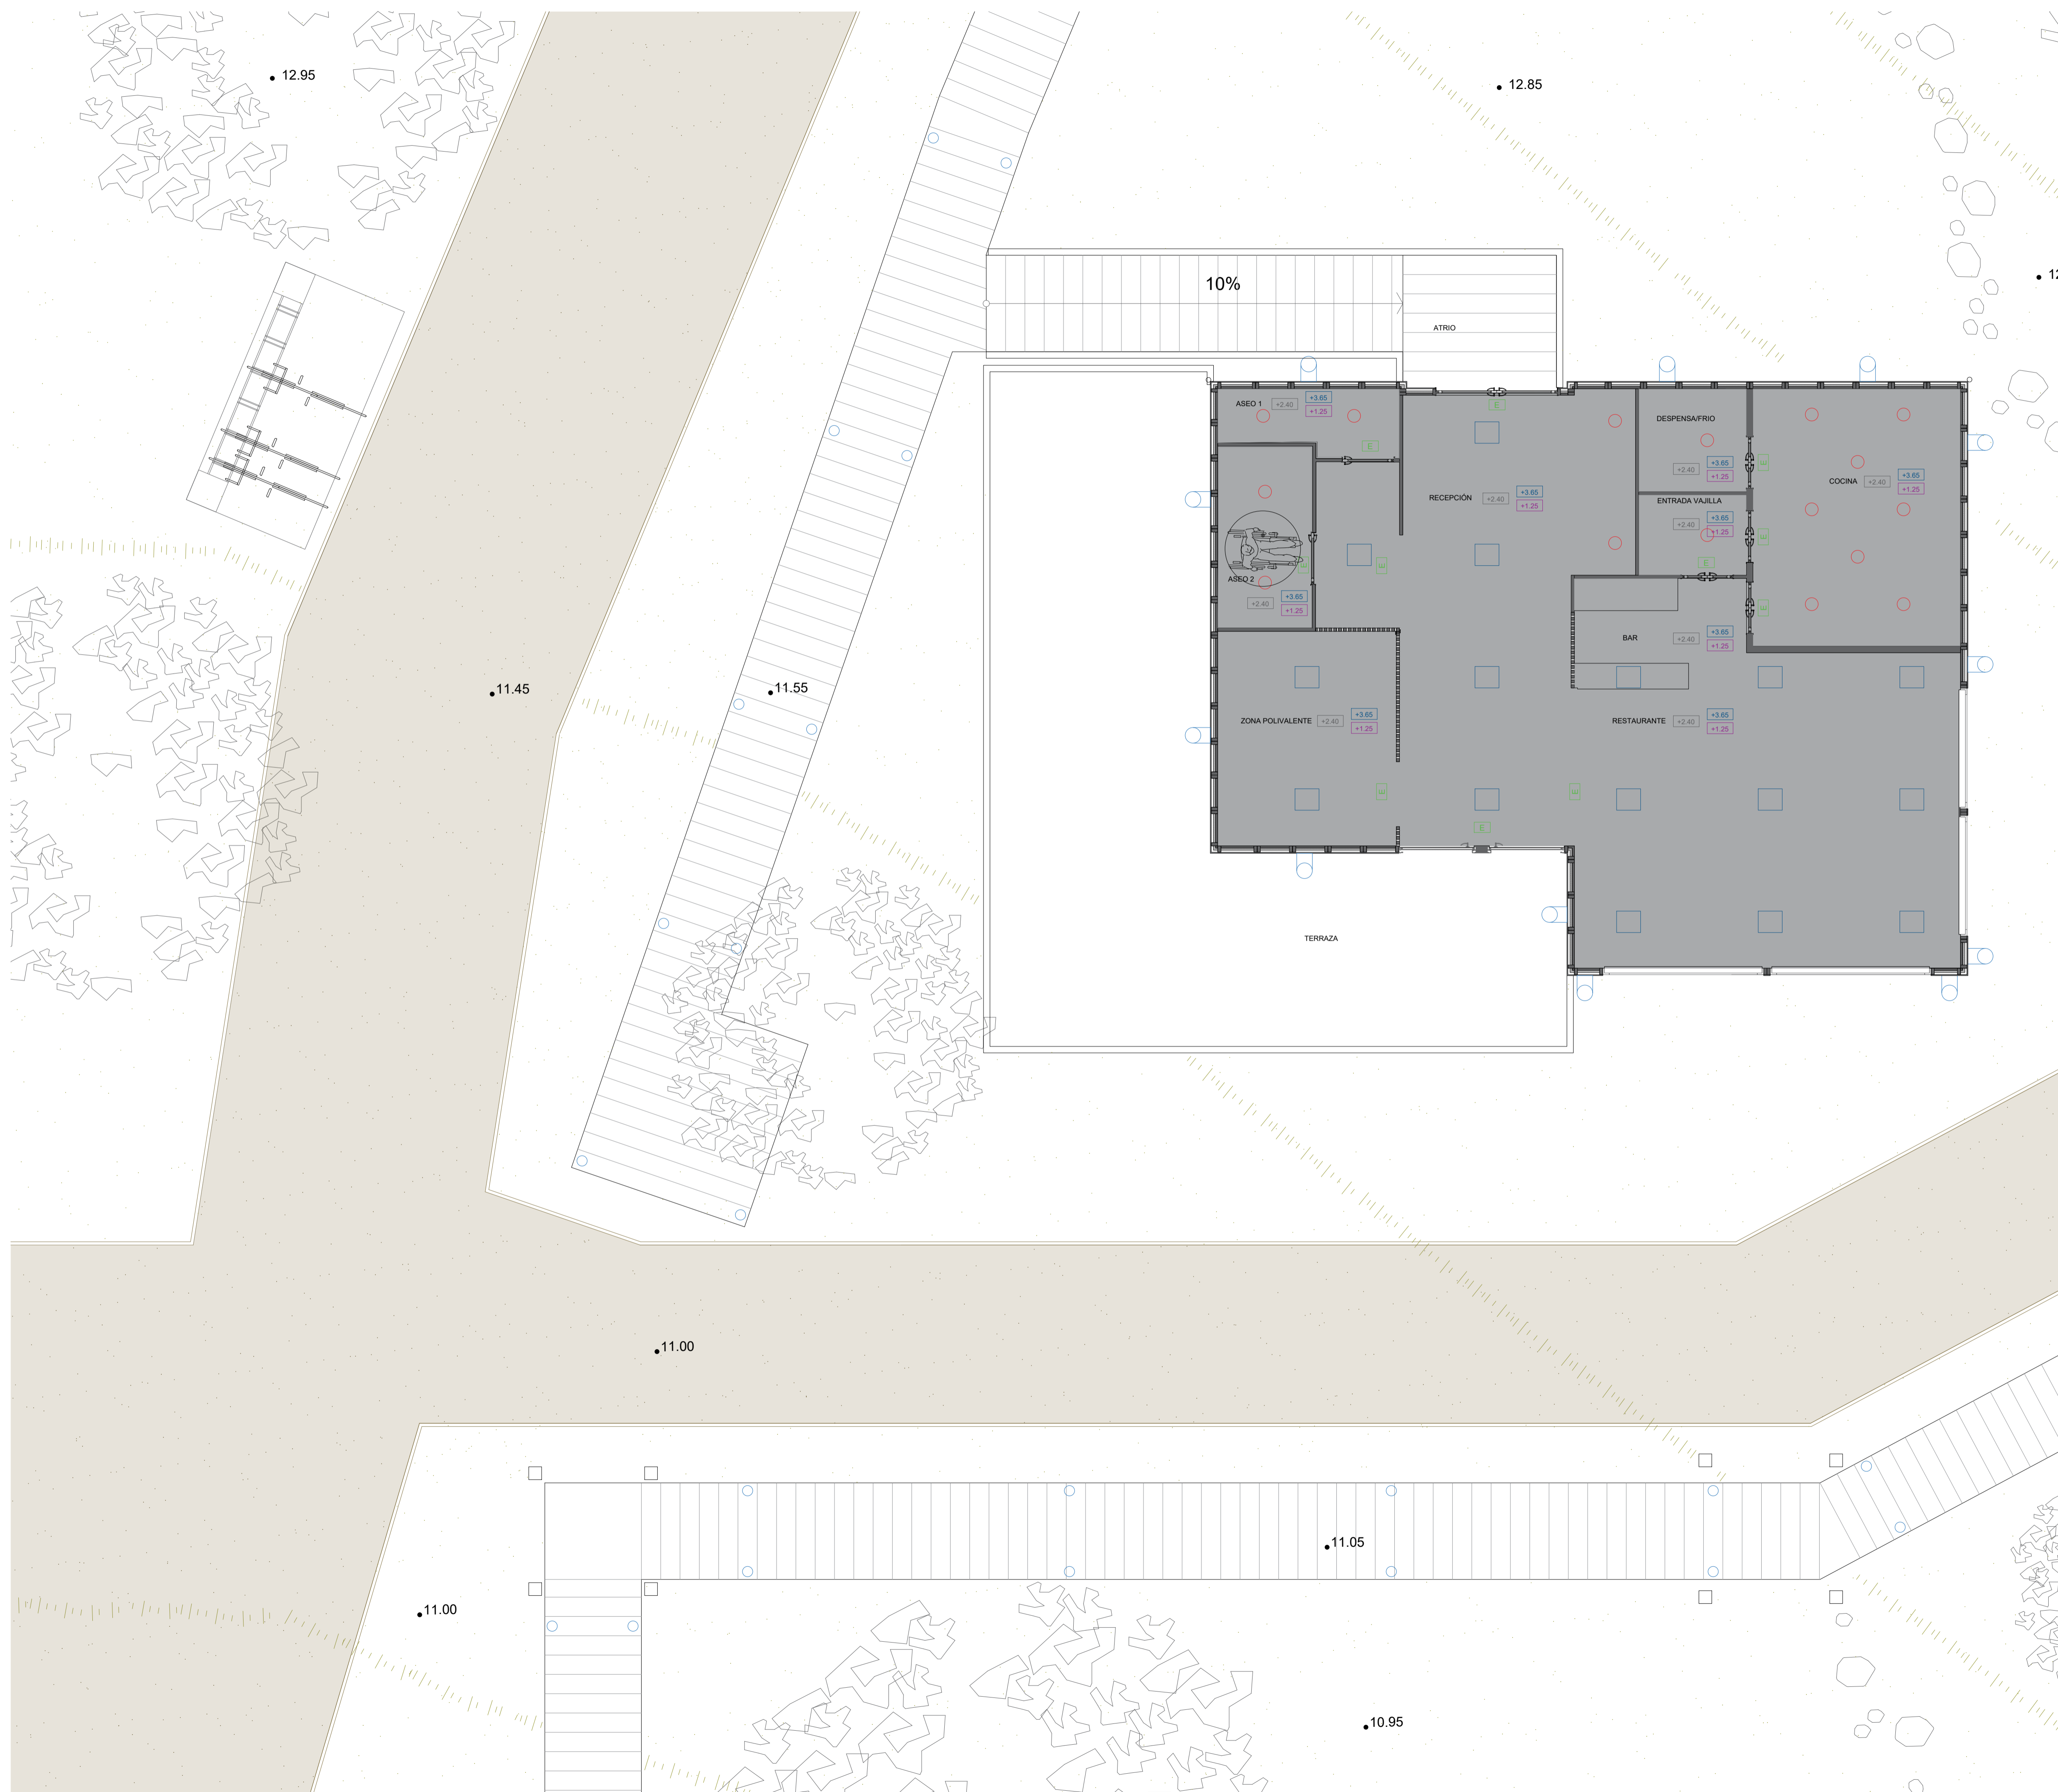 12.95
12.85
12
10%
ATRIO
ASEO 1
+2.40
+3.65
+1.25
E
E
DESPENSA/FRIO
+2.40
+3.65
+1.25
E
COCINA
+2.40
+3.65
+1.25
RECEPCIÓN
+2.40
+3.65
+1.25
ENTRADA VAJILLA
+2.40
+3.65
+1.25
E
E
E
E
ASEO 2
+2.40
+3.65
+1.25
E
BAR
+2.40
+3.65
+1.25
11.45
11.55
ZONA POLIVALENTE
+2.40
+3.65
+1.25
RESTAURANTE
+2.40
+3.65
+1.25
E
E
E
TERRAZA
11.00
11.05
11.00
10.95